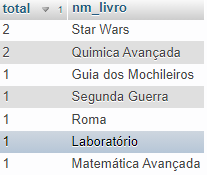 total 1 nm_livro
2 Star Wars
2 Quimica Avançada
1 Guia dos Mochileiros
1 Segunda Guerra
1 Roma
1 Laboratório
1 Matemática Avançada